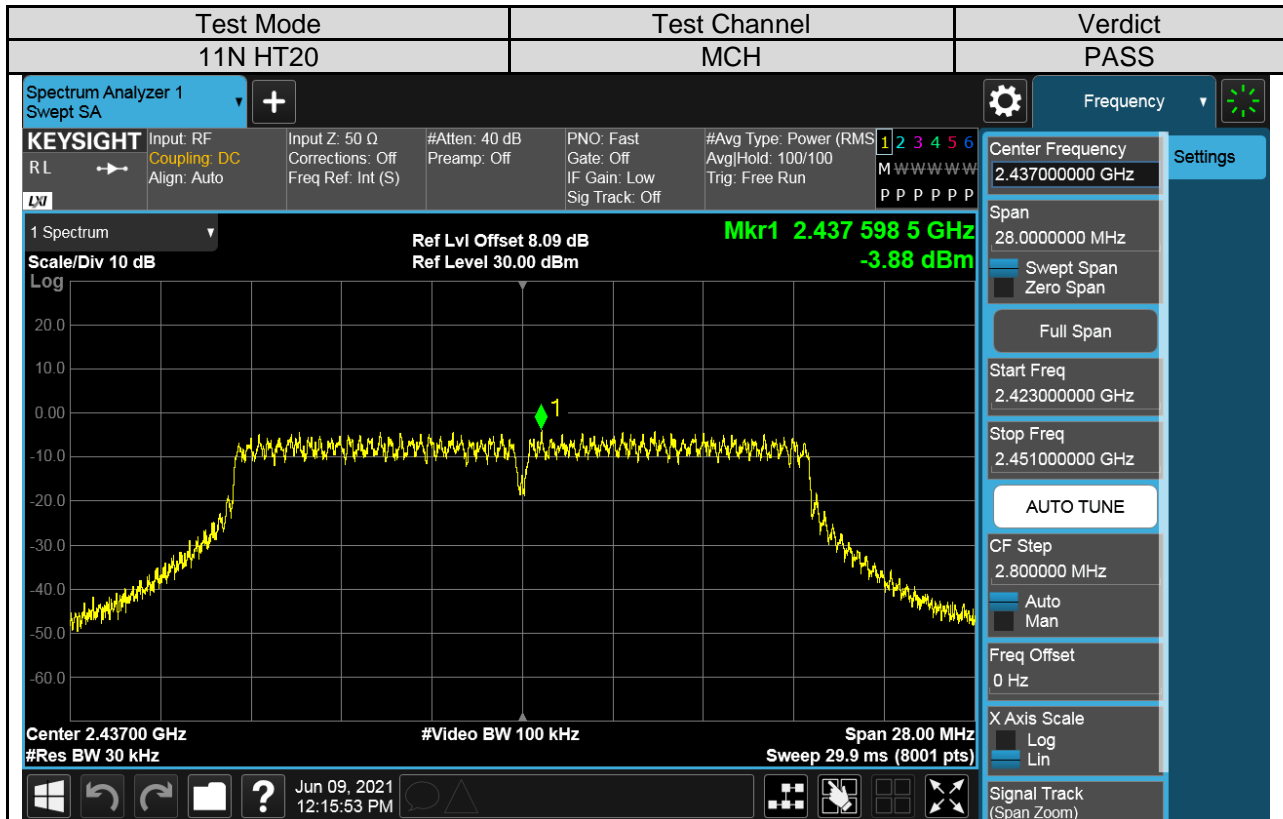 Test Mode Test Channel Verdict
11N HT20 MCH PASS
Spectrum Analyzer 1
Swept SA
+
Frequency
KEYSIGHT
R L
LXI
Input: RF
Coupling: DC
Align: Auto
Input Z: 50 Ω
Corrections: Off
Freq Ref: Int (S)
#Atten: 40 dB
Preamp: Off
PNO: Fast
Gate: Off
IF Gain: Low
Sig Track: Off
#Avg Type: Power (RMS
Avg|Hold: 100/100
Trig: Free Run
1 2 3 4 5 6
M W W W W W
P P P P P P
1 Spectrum
Scale/Div 10 dB
Log
Ref Lvl Offset 8.09 dB
Ref Level 30.00 dBm
Mkr1 2.437 598 5 GHz
-3.88 dBm
20.0
10.0
0.00
-10.0
-20.0
-30.0
-40.0
-50.0
-60.0
1
Center 2.43700 GHz
#Res BW 30 kHz
#Video BW 100 kHz
Span 28.00 MHz
Sweep 29.9 ms (8001 pts)
Center Frequency
2.437000000 GHz
Span
28.0000000 MHz
Swept Span
Zero Span
Full Span
Start Freq
2.423000000 GHz
Stop Freq
2.451000000 GHz
AUTO TUNE
CF Step
2.800000 MHz
Auto
Man
Freq Offset
0 Hz
X Axis Scale
Log
Lin
Signal Track
(Span Zoom)
Settings
?
Jun 09, 2021
12:15:53 PM